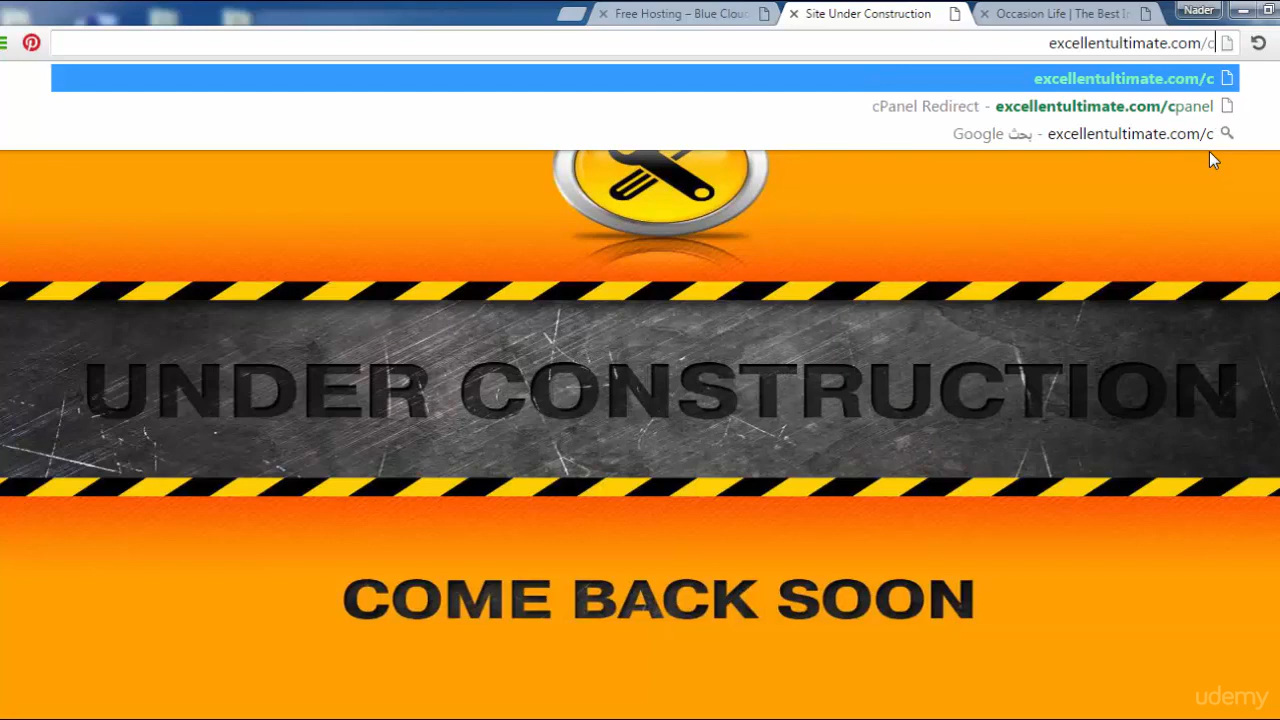 Free Hosting – Blue Clou
Site Under Construction
Occasion Life | The Best I
Nader
excellentultimate.com/c
excellentultimate.com/c
cPanel Redirect - excellentultimate.com/cpanel
بحث Google - excellentultimate.com/c
UNDER CONSTRUCTION
COME BACK SOON
udemy